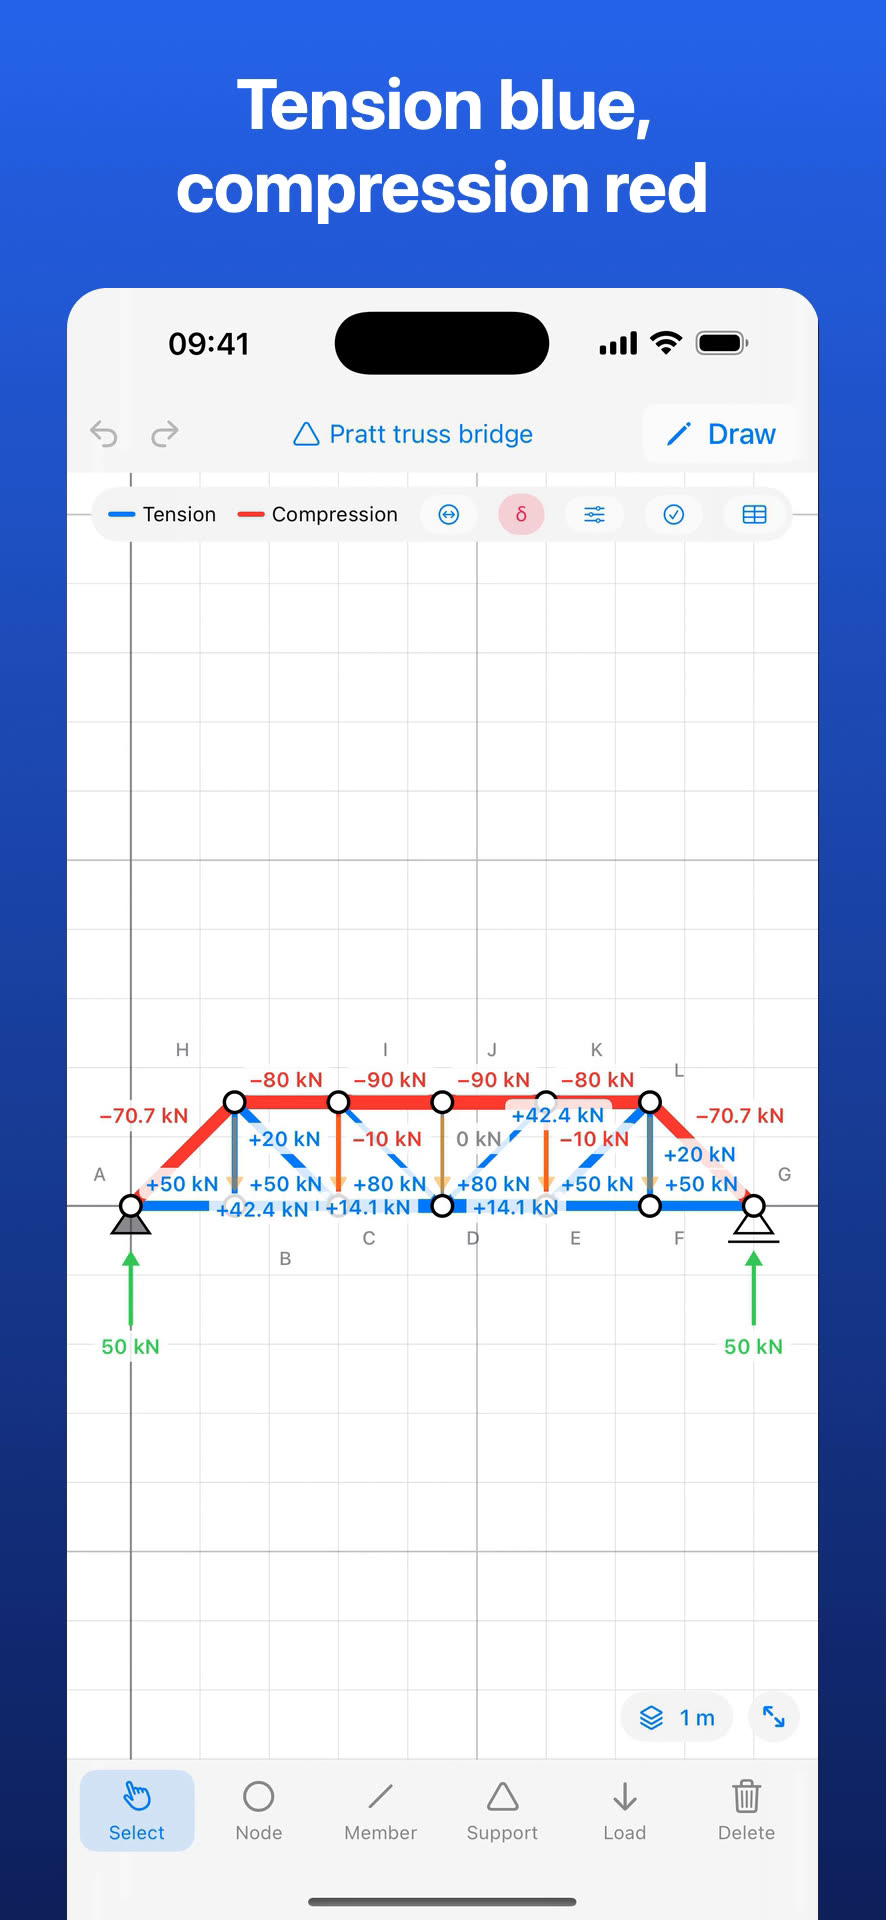 Tension blue,
compression red
09:41
Pratt truss bridge
Draw
Tension
Compression
δ
H
I
J
K
L
−80 kN
−90 kN
−90 kN
−80 kN
−70.7 kN
+42.4 kN
−70.7 kN
+20 kN
−10 kN
0 kN
−10 kN
+20 kN
A
+50 kN
+50 kN
+80 kN
+80 kN
+50 kN
+50 kN
G
+42.4 kN
+14.1 kN
+14.1 kN
B
C
D
E
F
50 kN
50 kN
1 m
Select
Node
Member
Support
Load
Delete